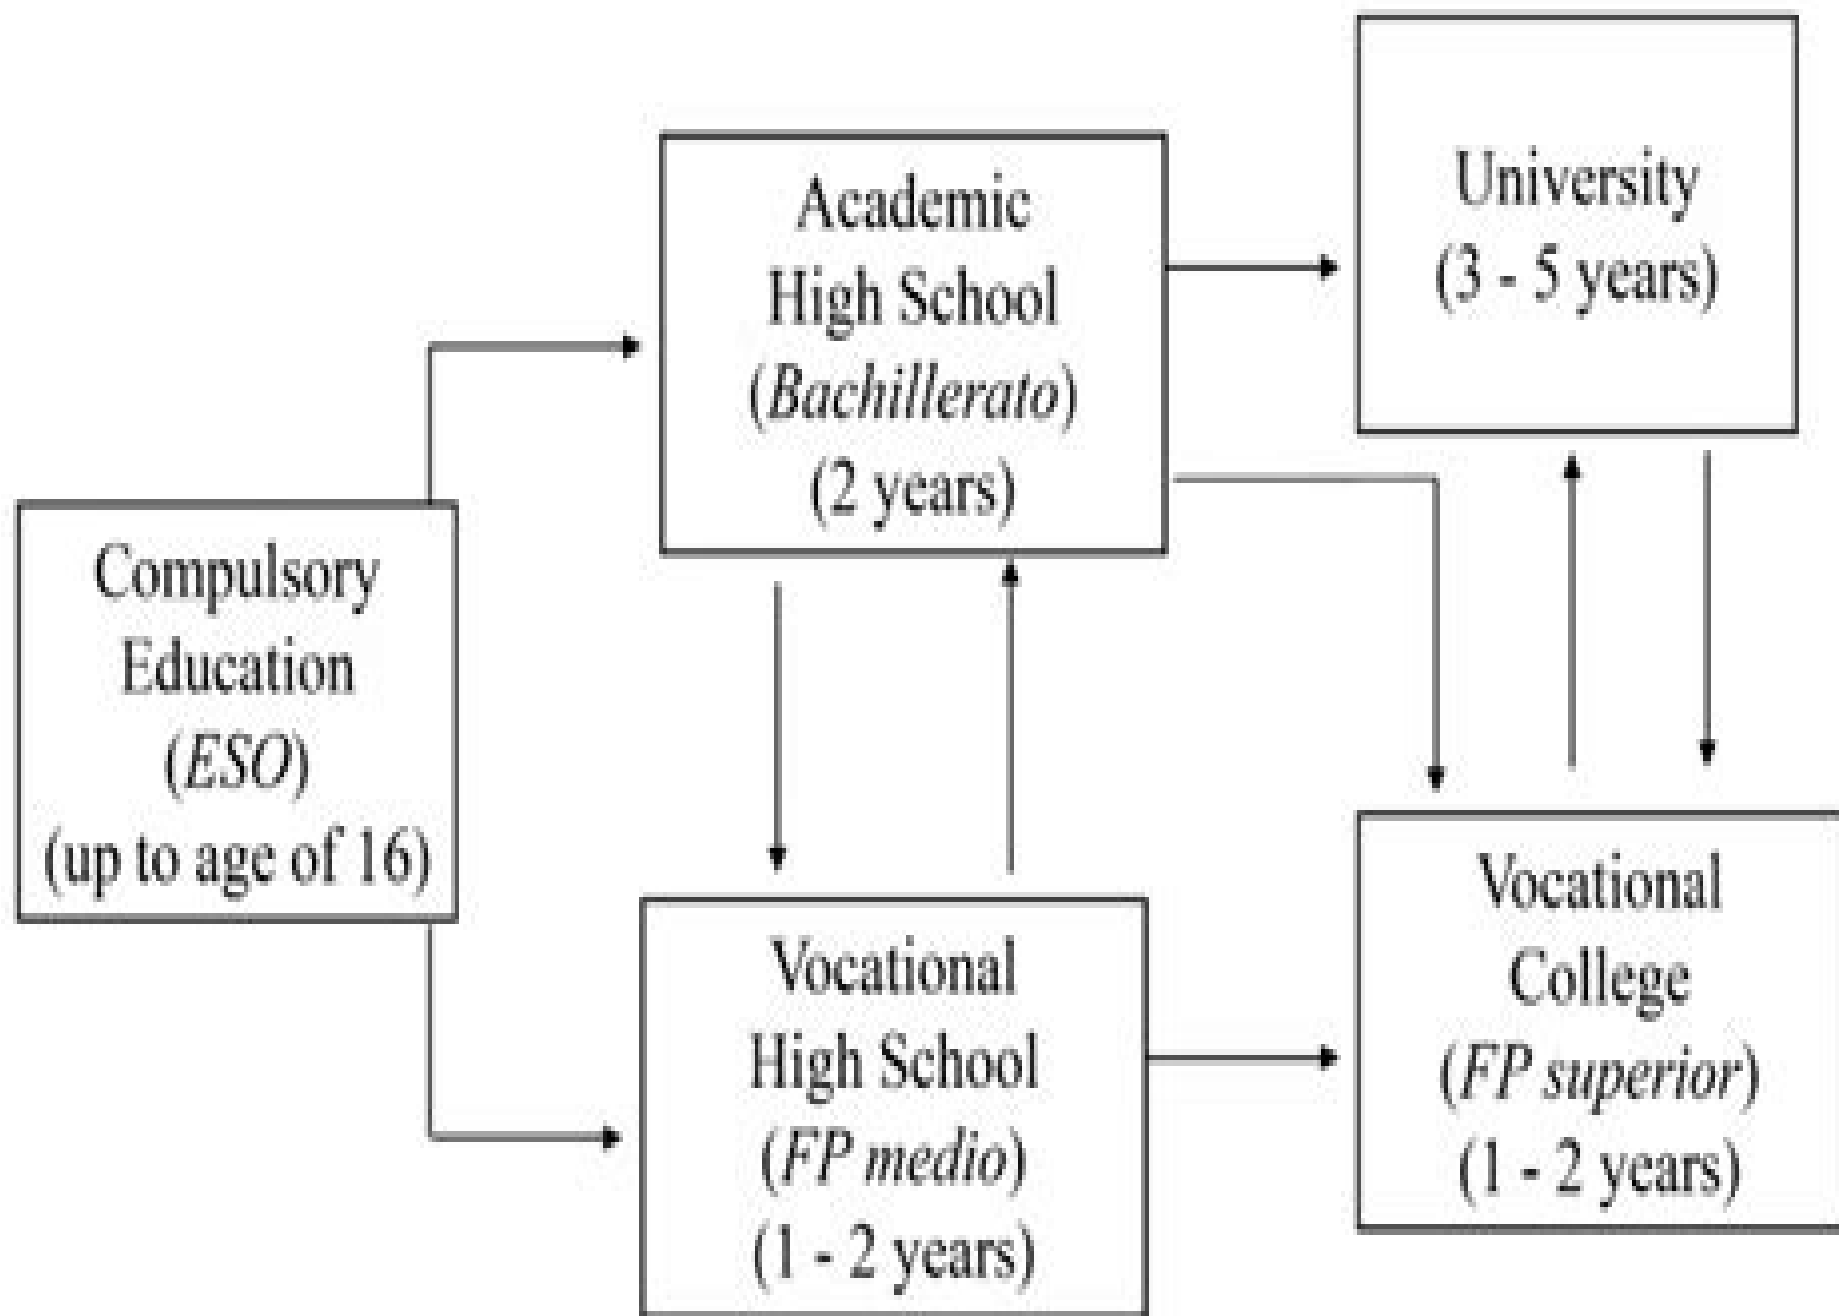 Compulsory
Education
(ESO)
(up to age of 16)
Academic
High School
(Bachillerato)
(2 years)
University
(3 - 5 years)
Vocational
High School
(FP medio)
(1 - 2 years)
Vocational
College
(FP superior)
(1 - 2 years)